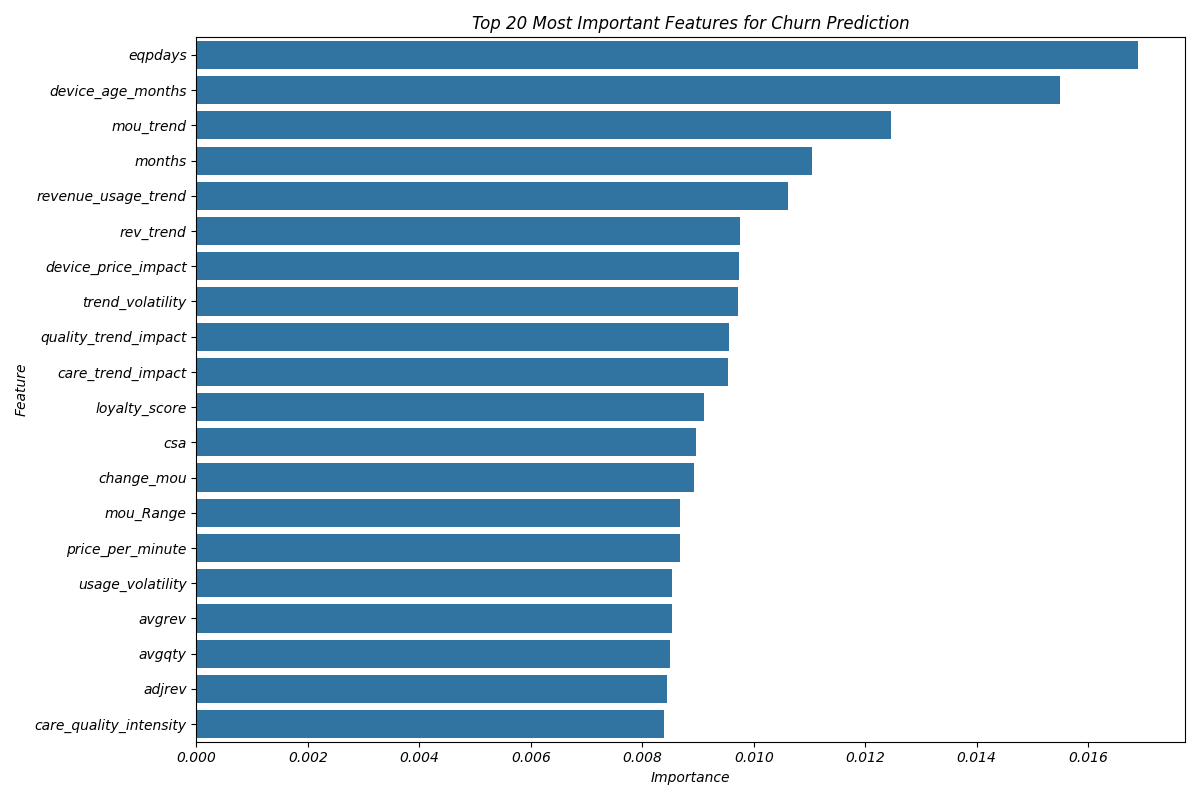 Top 20 Most Important Features for Churn Prediction
eqpdays
device_age_months
mou_trend
months
revenue_usage_trend
rev_trend
device_price_impact
trend_volatility
quality_trend_impact
care_trend_impact
loyalty_score
csa
change_mou
mou_Range
price_per_minute
usage_volatility
avgrev
avgqty
adjrev
care_quality_intensity
Feature
0.000 0.002 0.004 0.006 0.008 0.010 0.012 0.014 0.016
Importance